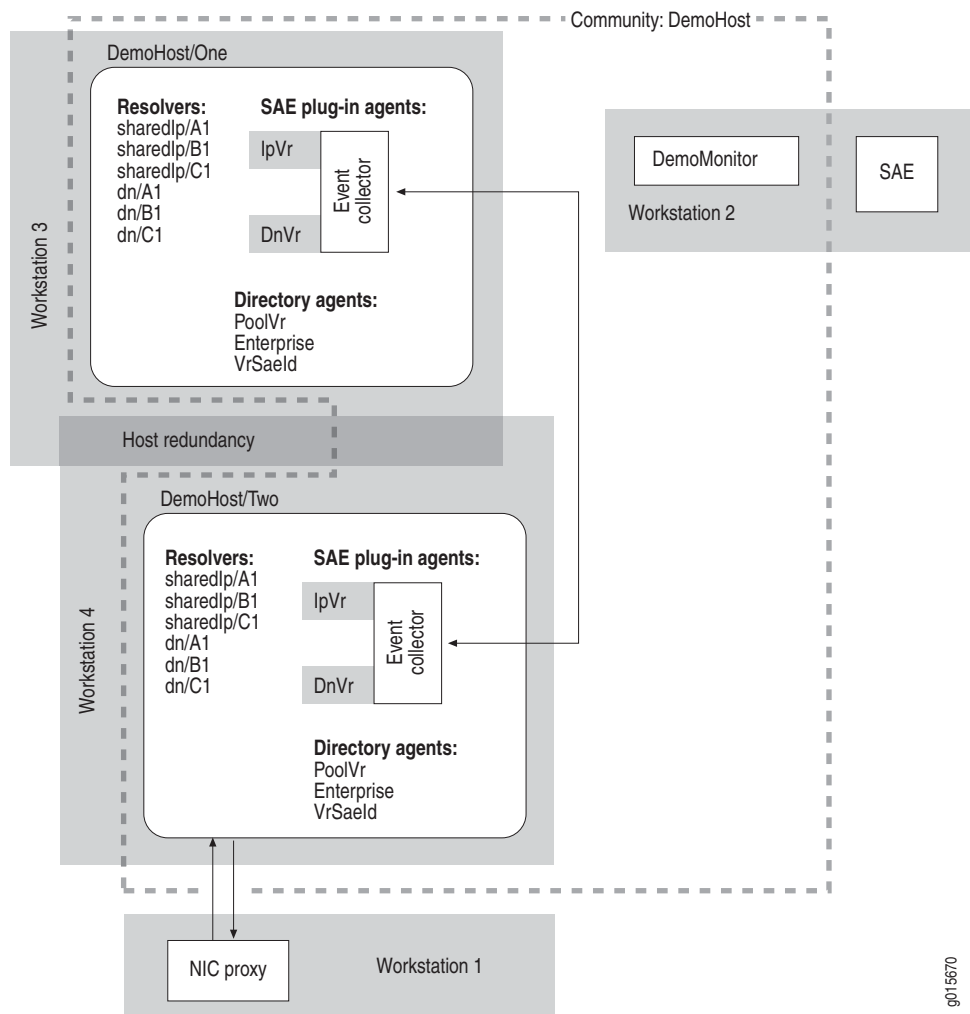 Community: DemoHost
DemoHost/One
Resolvers:
sharedIp/A1
sharedIp/B1
sharedIp/C1
dn/A1
dn/B1
dn/C1
SAE plug-in agents:
IpVr
DnVr
Event
collector
Directory agents:
PoolVr
Enterprise
VrSaeId
Workstation 3
DemoMonitor
SAE
Workstation 2
Host redundancy
DemoHost/Two
Resolvers:
sharedIp/A1
sharedIp/B1
sharedIp/C1
dn/A1
dn/B1
dn/C1
SAE plug-in agents:
IpVr
DnVr
Event
collector
Directory agents:
PoolVr
Enterprise
VrSaeId
Workstation 4
NIC proxy
Workstation 1
g015670